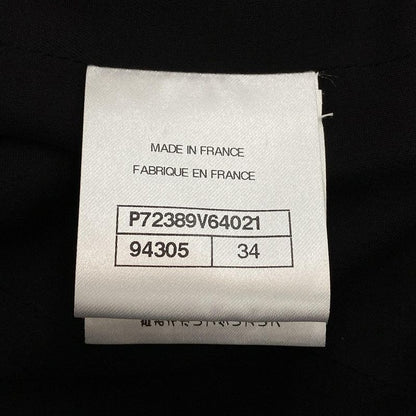 MADE IN FRANCE
FABRIQUE EN FRANCE
P72389V64021
94305 34